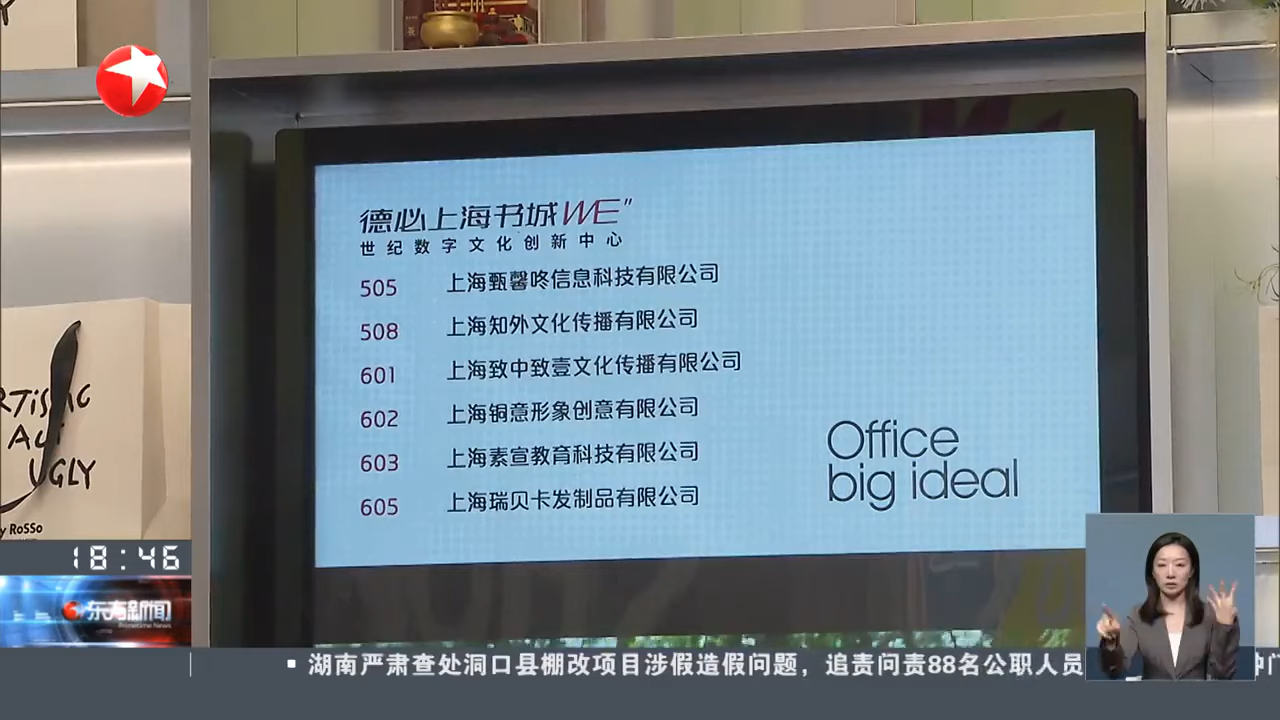 德必上海书城WE"
世纪数字文化创新中心
505 上海甄馨咚信息科技有限公司
508 上海知外文化传播有限公司
601 上海致中致壹文化传播有限公司
602 上海铜意形象创意有限公司
603 上海素宣教育科技有限公司
605 上海瑞贝卡发制品有限公司
Office
big ideal
UGLY
y RoSSo
18:46
东方新闻
Primetime News
▪ 湖南严肃查处洞口县棚改项目涉假造假问题，追责问责88名公职人员